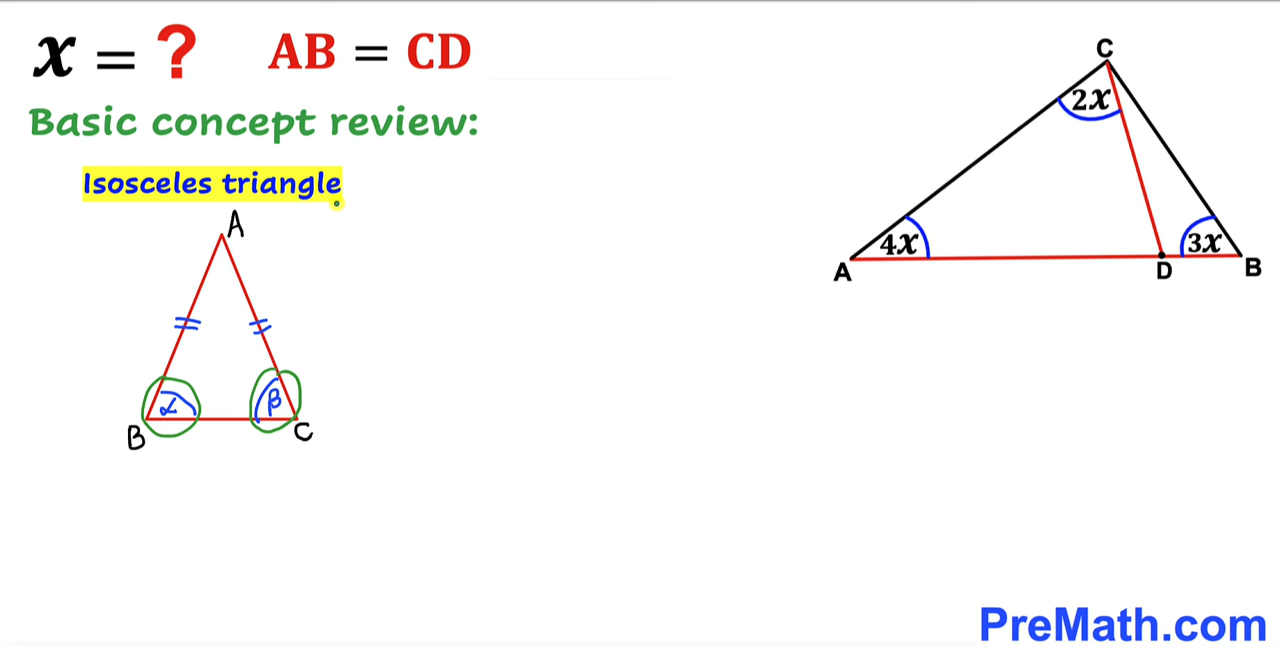 x = ? AB = CD
Basic concept review:
Isosceles triangle
A
B
C
α
β
C
2x
4x
3x
A
D
B
PreMath.com